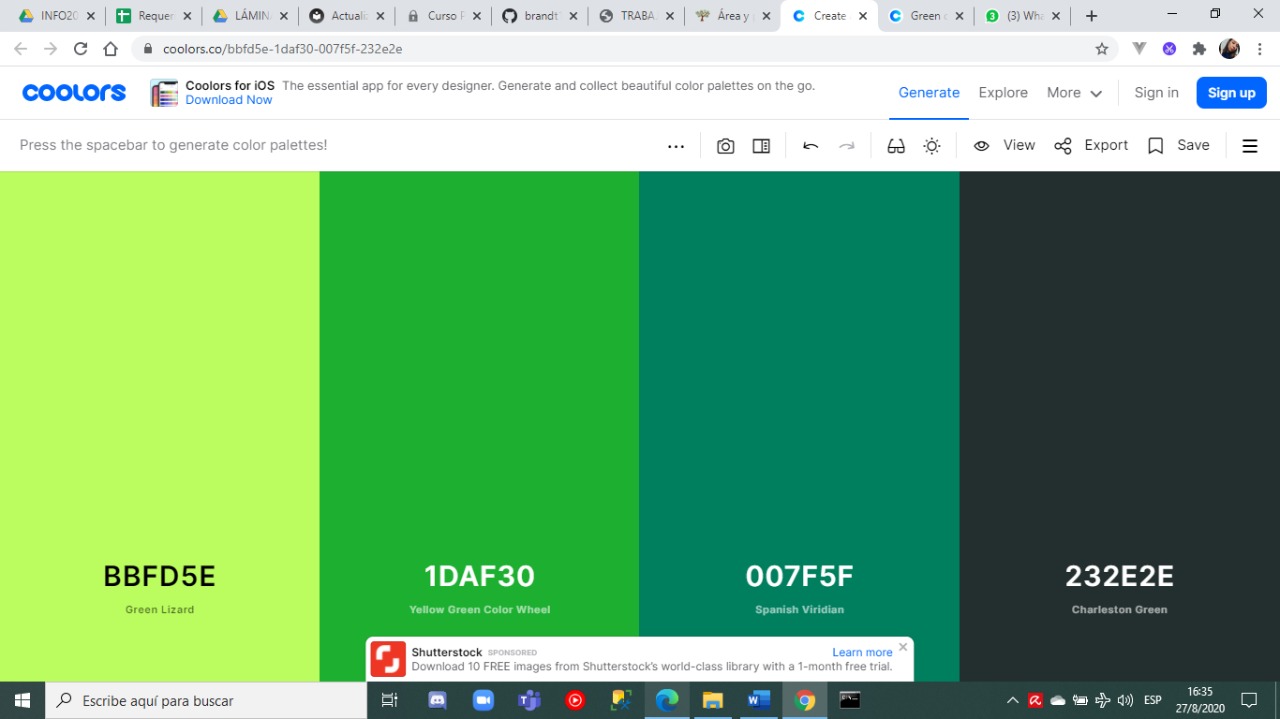 INFO20 Requer LÁMIN Actuali Curso brandt TRABA Área y Create Green (3) Wha
coolors.co/bbfd5e-1daf30-007f5f-232e2e
coolors
Coolors for iOS The essential app for every designer. Generate and collect beautiful color palettes on the go.
Download Now
Generate Explore More Sign in Sign up
Press the spacebar to generate color palettes!
View Export Save
BBFD5E 1DAF30 007F5F 232E2E
Green Lizard Yellow Green Color Wheel Spanish Viridian Charleston Green
Shutterstock SPONSORED Learn more
Download 10 FREE images from Shutterstock's world-class library with a 1-month free trial.
Escribe aquí para buscar
ESP
16:35
27/8/2020